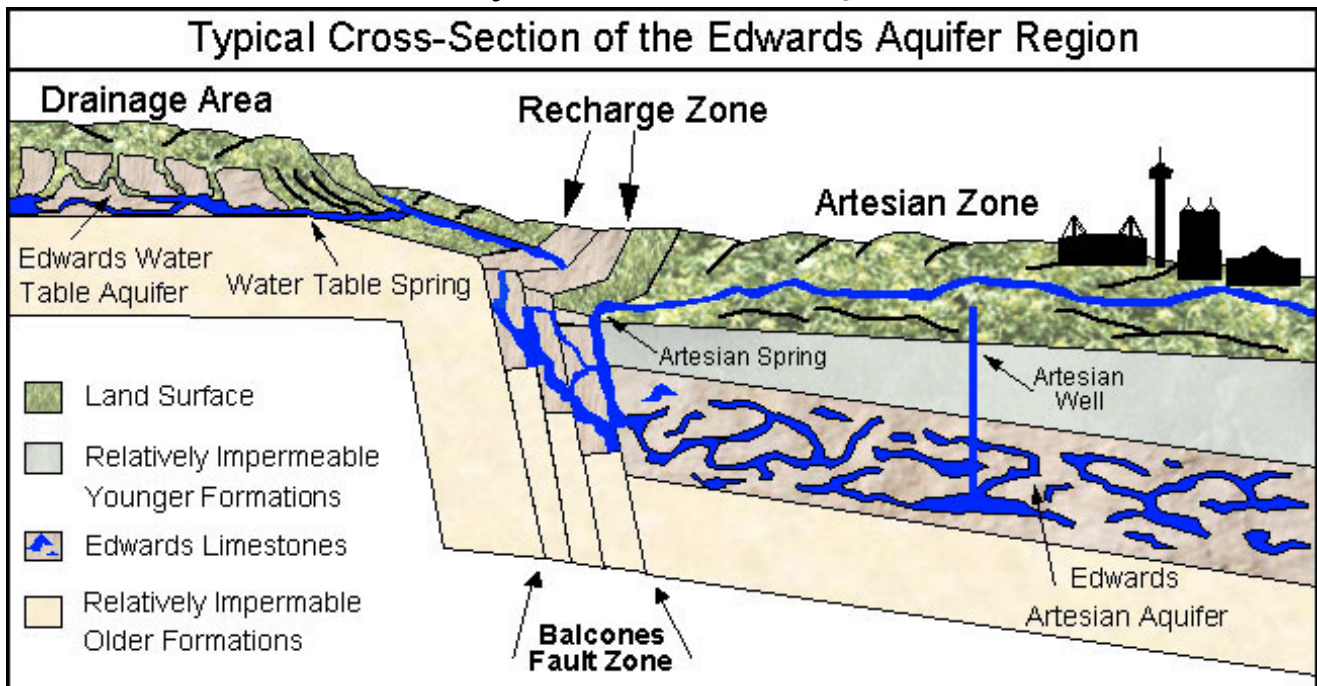 Typical Cross-Section of the Edwards Aquifer Region
Drainage Area
Recharge Zone
Artesian Zone
Edwards Water
Table Aquifer
Water Table Spring
Artesian Spring
Artesian
Well
Land Surface
Relatively Impermeable
Younger Formations
Edwards Limestones
Relatively Impermable
Older Formations
Edwards
Artesian Aquifer
Balcones
Fault Zone